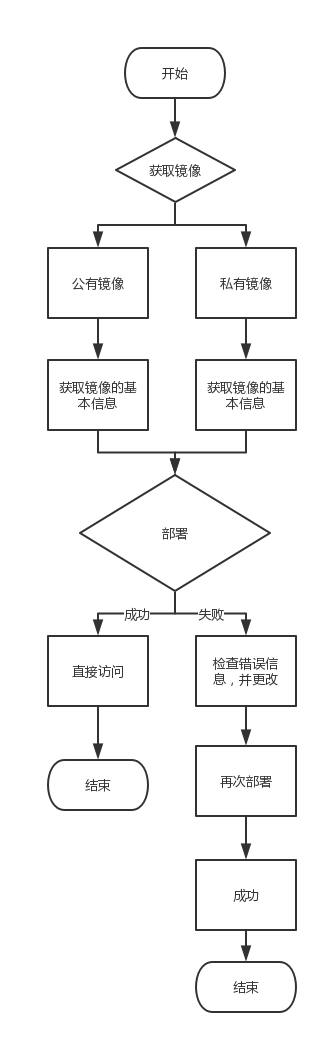 开始
获取镜像
公有镜像
私有镜像
获取镜像的基
本信息
获取镜像的基
本信息
部署
成功
失败
直接访问
检查错误信
息，并更改
结束
再次部署
成功
结束